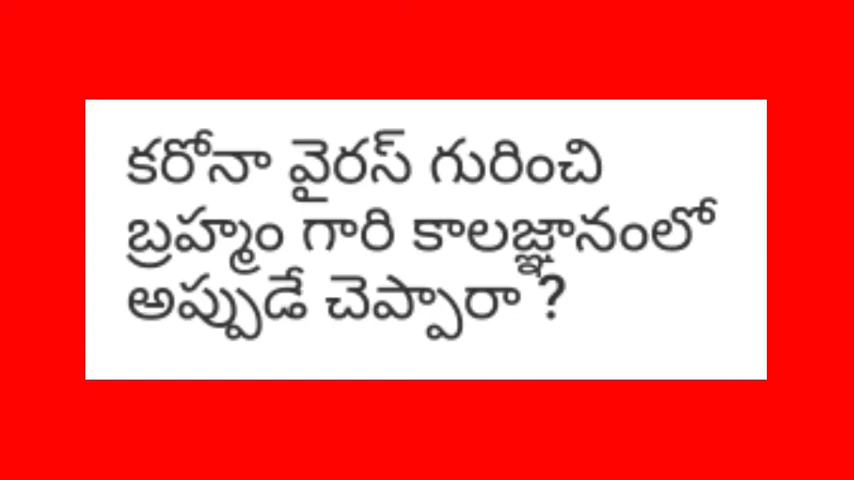 కరోనా వైరస్ గురించి
బ్రహ్మం గారి కాలజ్ఞానంలో
అప్పుడే చెప్పారా ?